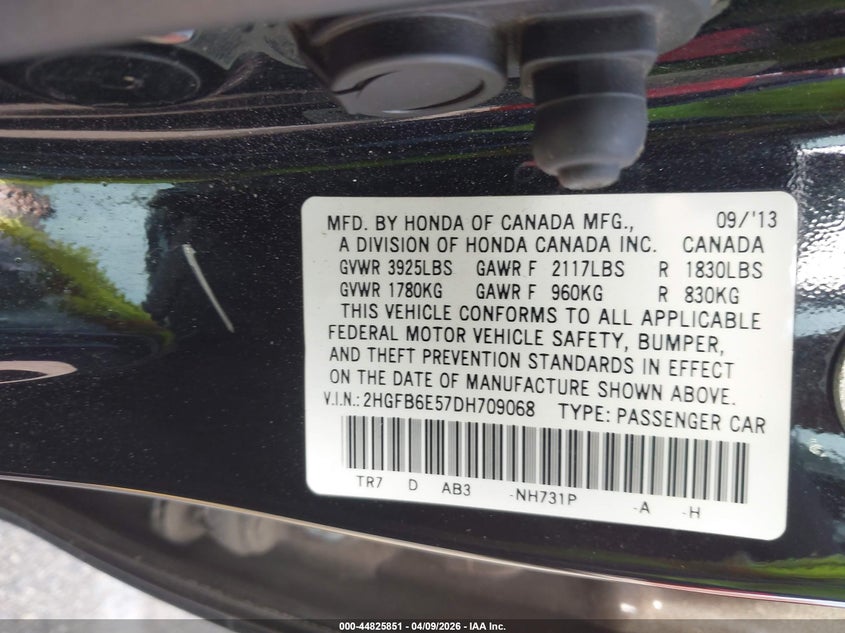 MFD. BY HONDA OF CANADA MFG., 09/'13
A DIVISION OF HONDA CANADA INC. CANADA
GVWR 3925LBS GAWR F 2117LBS R 1830LBS
GVWR 1780KG GAWR F 960KG R 830KG
THIS VEHICLE CONFORMS TO ALL APPLICABLE
FEDERAL MOTOR VEHICLE SAFETY, BUMPER,
AND THEFT PREVENTION STANDARDS IN EFFECT
ON THE DATE OF MANUFACTURE SHOWN ABOVE.
V.I.N.: 2HGFB6E57DH709068 TYPE: PASSENGER CAR
TR7 D AB3 -NH731P -A -H
000-44825851 - 04/09/2026 - IAA Inc.